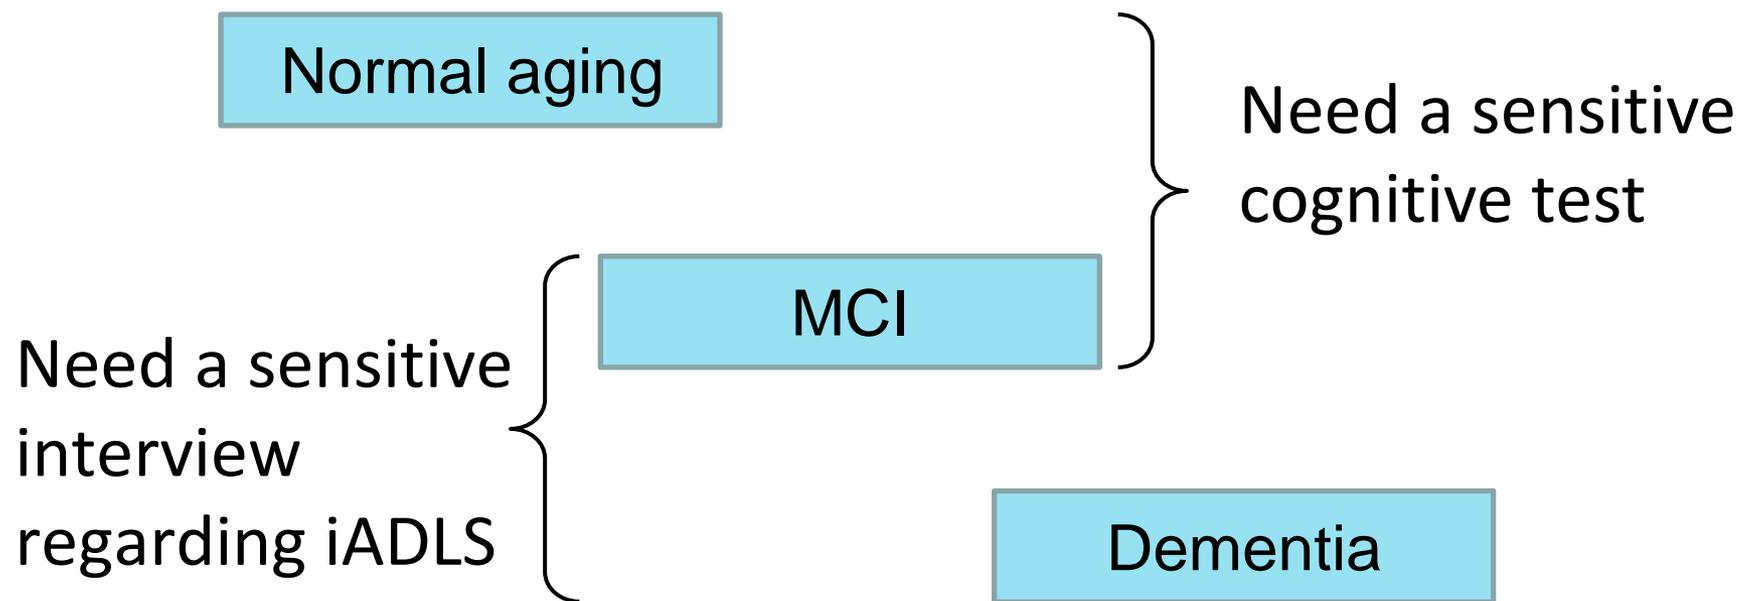 Normal aging
Need a sensitive
cognitive test
MCI
Need a sensitive
interview
regarding iADLS
Dementia